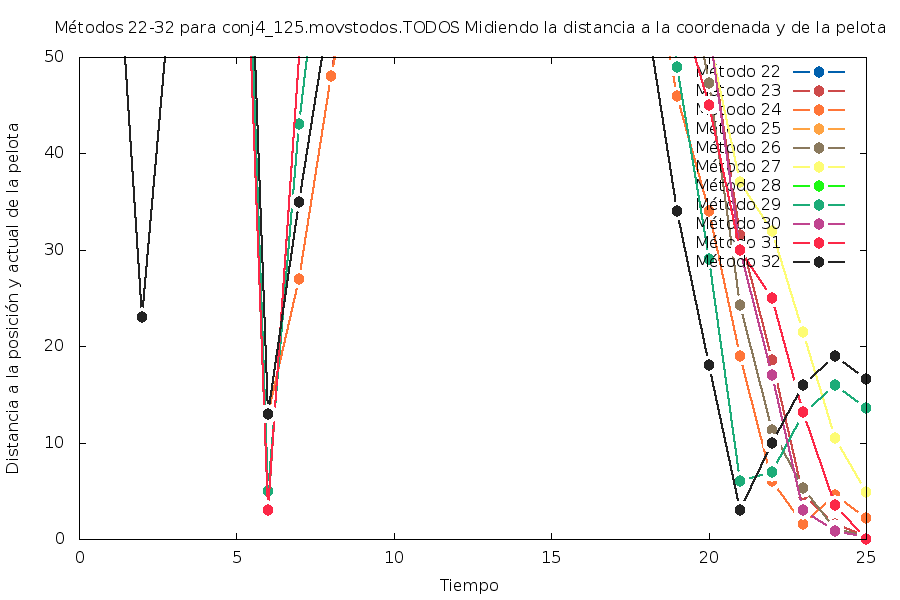 Métodos 22-32 para conj4_125.movstodos.TODOS Midiendo la distancia a la coordenada y de la pelota
Distancia a la posición y actual de la pelota
50
40
30
20
10
0
Método 22
Método 23
Método 24
Método 25
Método 26
Método 27
Método 28
Método 29
Método 30
Método 31
Método 32
0 5 10 15 20 25
Tiempo